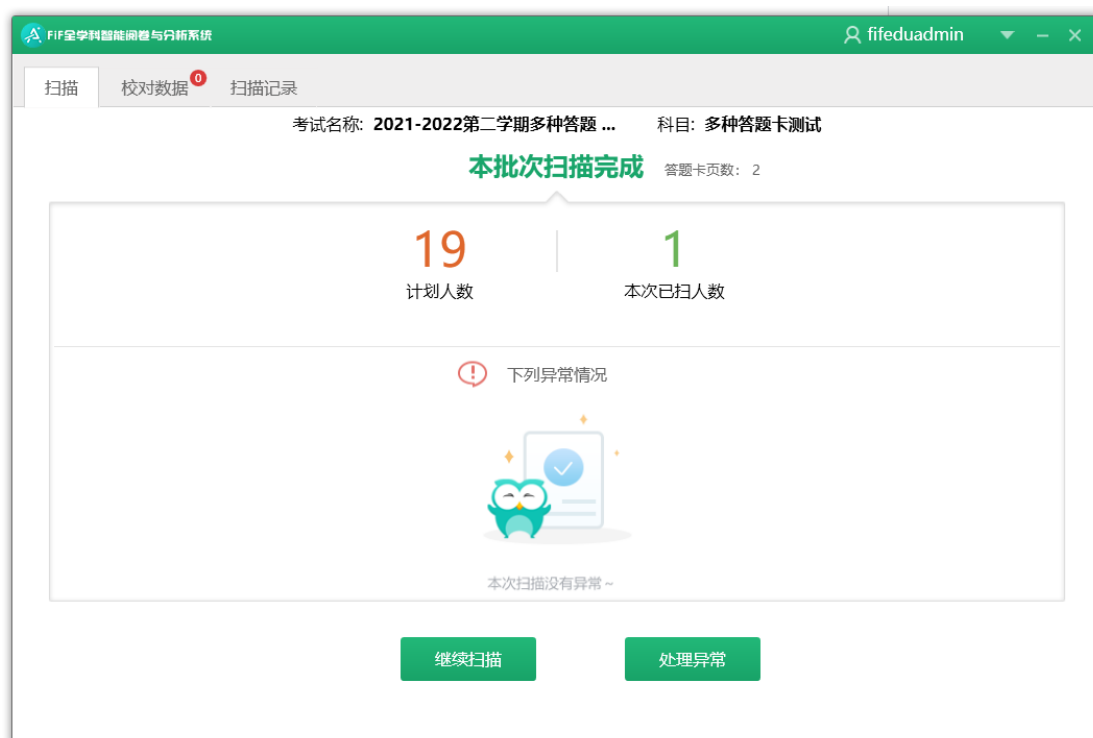 FiF全学科智能阅卷与分析系统 fifeduadmin
扫描 校对数据 0 扫描记录
考试名称: 2021-2022第二学期多种答题 ... 科目: 多种答题卡测试
本批次扫描完成 答题卡页数: 2
19 1
计划人数 本次已扫人数
下列异常情况
本次扫描没有异常~
继续扫描 处理异常